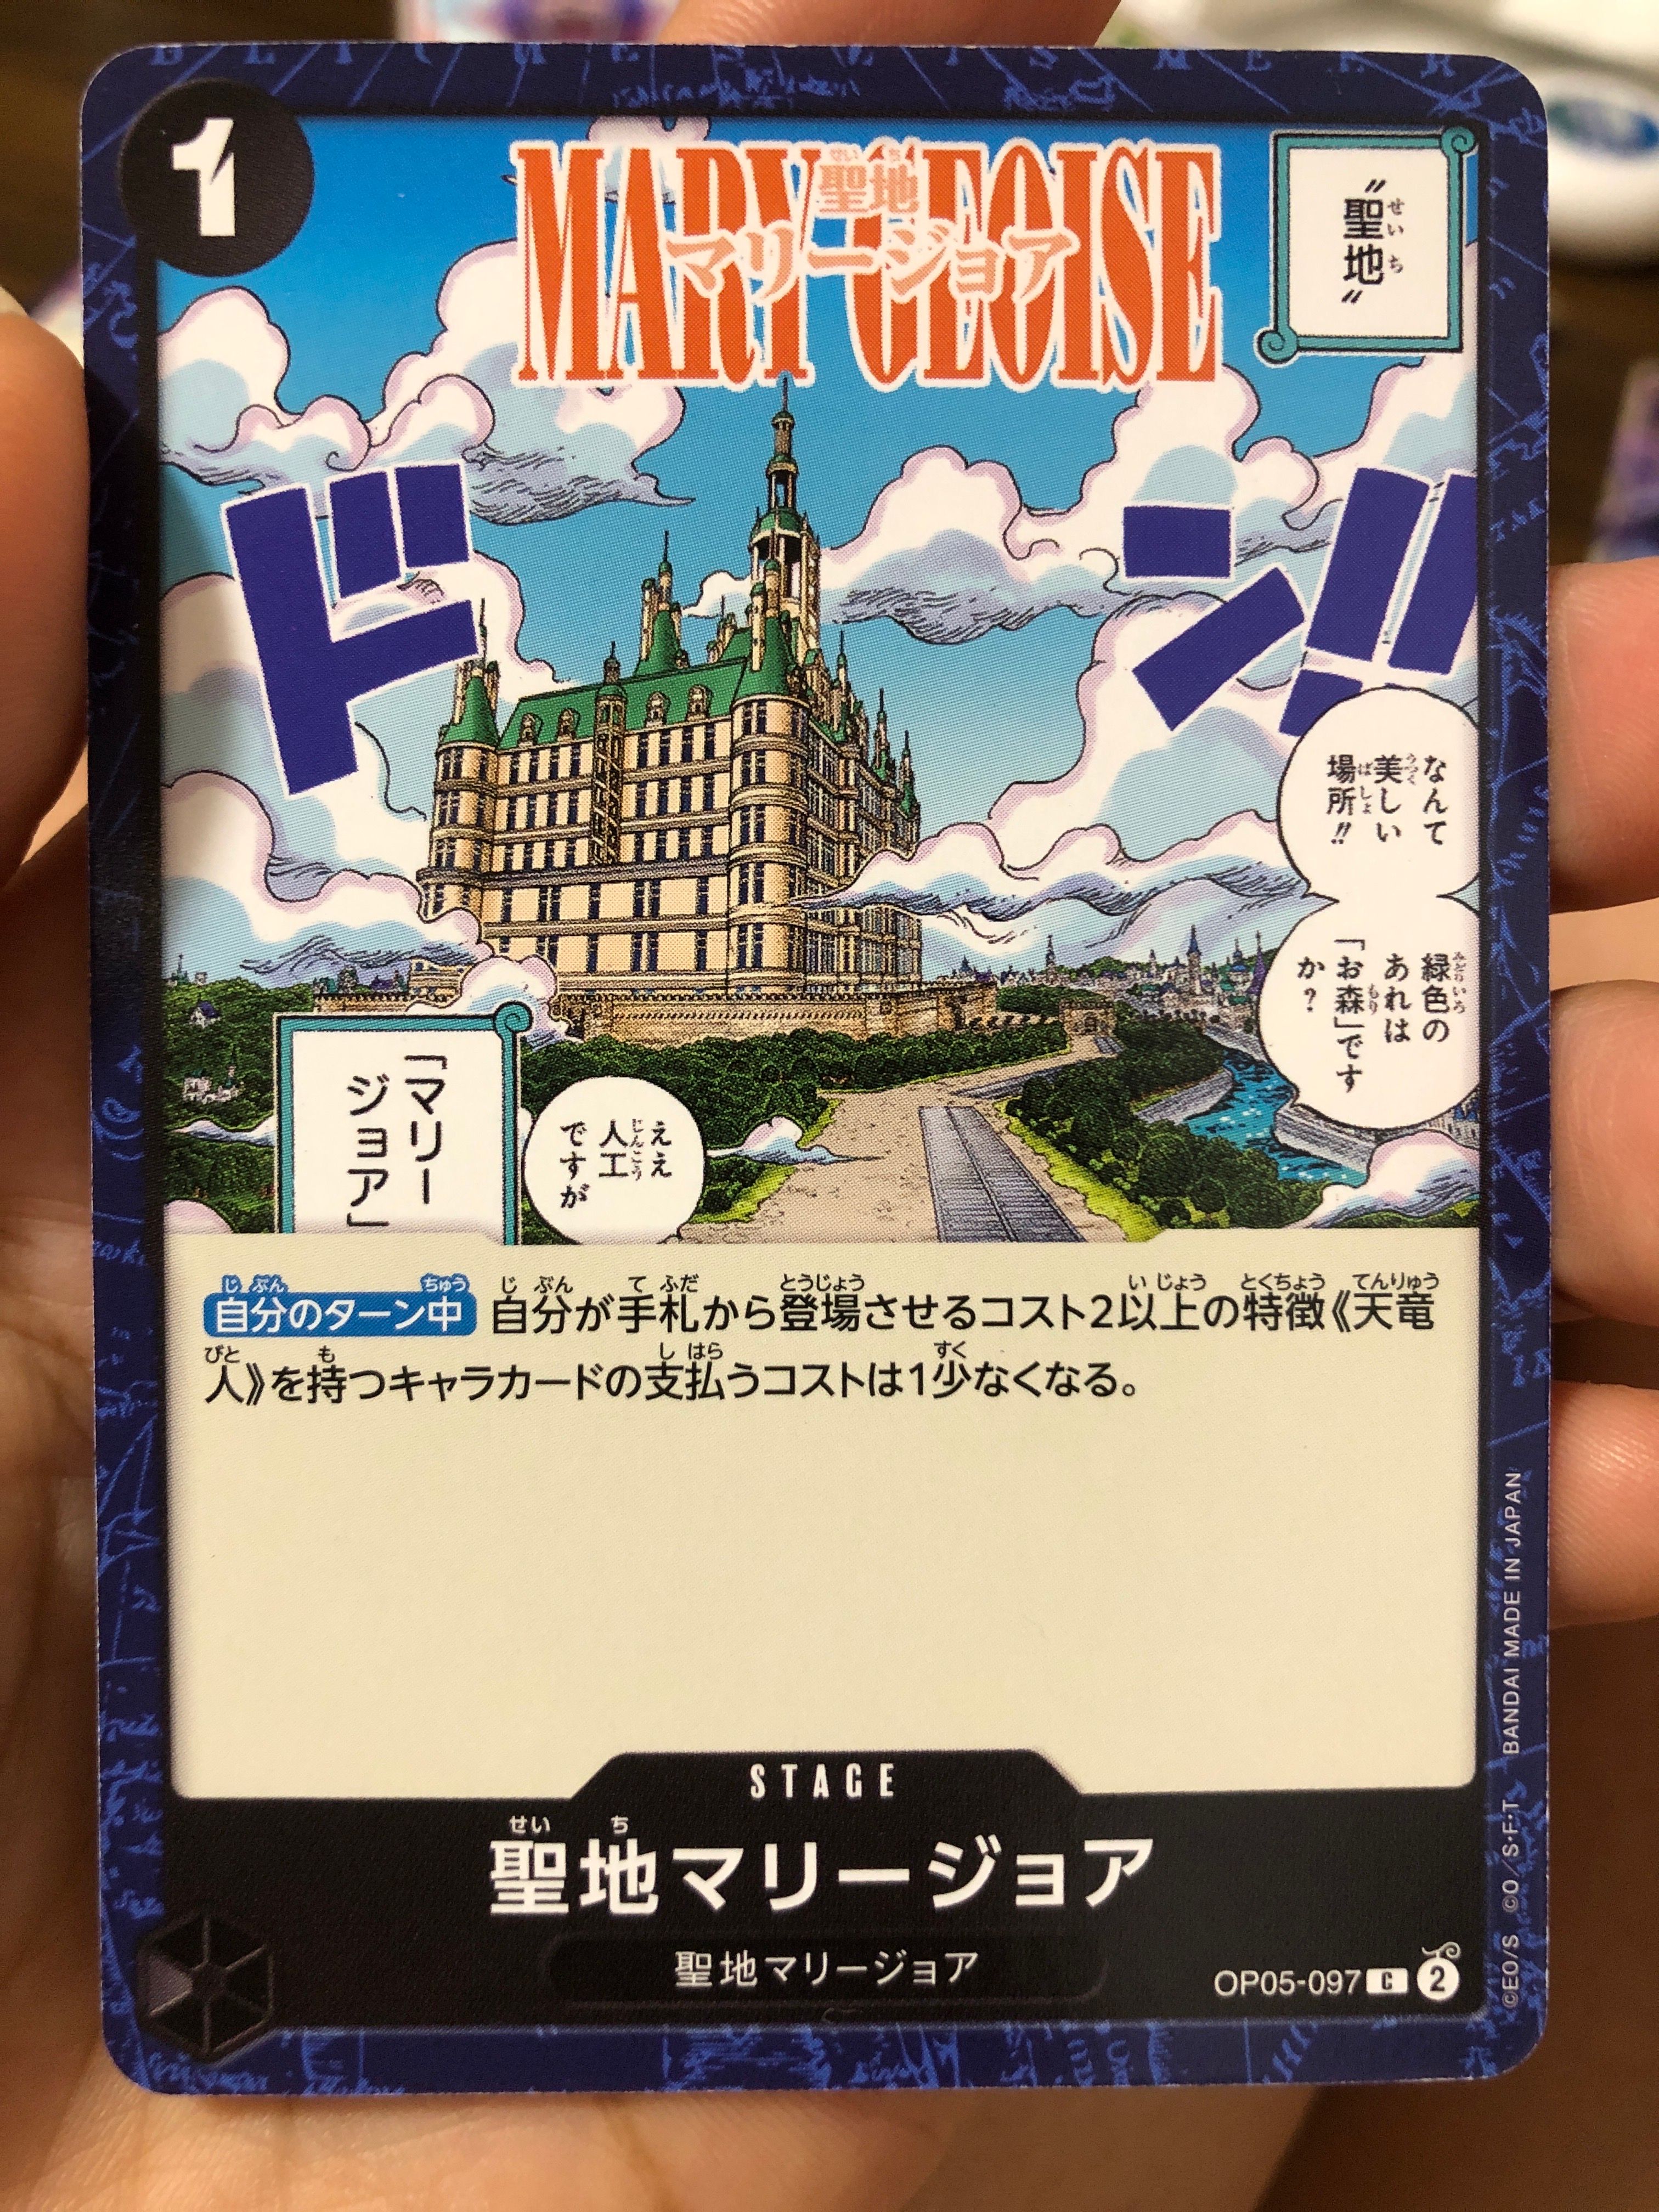 1
MARY GEOISE
聖地
マリージョア
"聖地"
ドン!!
なんて
美しい
場所!!
緑色の
あれは
「お森」です
か?
ええ
人工
ですが
「マリー
ジョア」
自分のターン中 自分が手札から登場させるコスト2以上の特徴《天竜
人》を持つキャラカードの支払うコストは1少なくなる。
STAGE
聖地マリージョア
聖地マリージョア
OP05-097 C 2
©EO/S ©O/S・F・T BANDAI MADE IN JAPAN